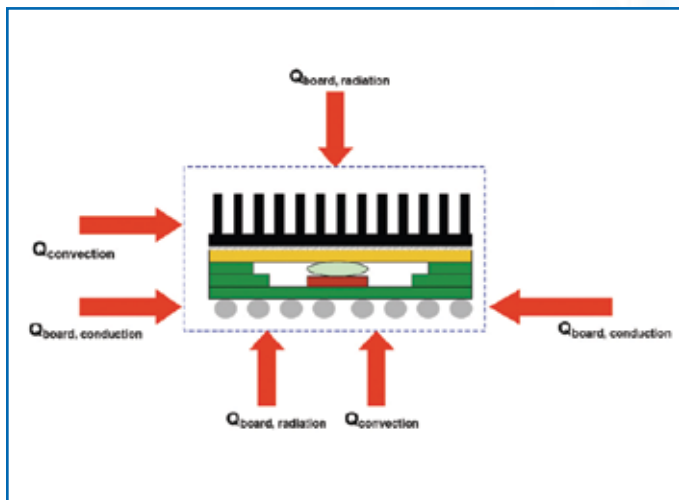 Qboard, radiation
Qconvection
Qboard, conduction
Qboard, conduction
Qboard, radiation
Qconvection